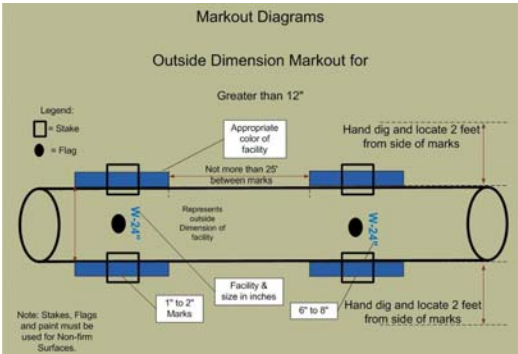 Markout Diagrams
Outside Dimension Markout for
Greater than 12"
Legend:
= Stake
= Flag
Appropriate
color of
facility
Hand dig and locate 2 feet
from side of marks
Not more than 25'
between marks
W-24"
Represents
outside
Dimension of
facility
W-24"
Facility &
size in inches
1" to 2"
Marks
6" to 8"
Hand dig and locate 2 feet
from side of marks
Note: Stakes, Flags
and paint must be
used for Non-firm
Surfaces.